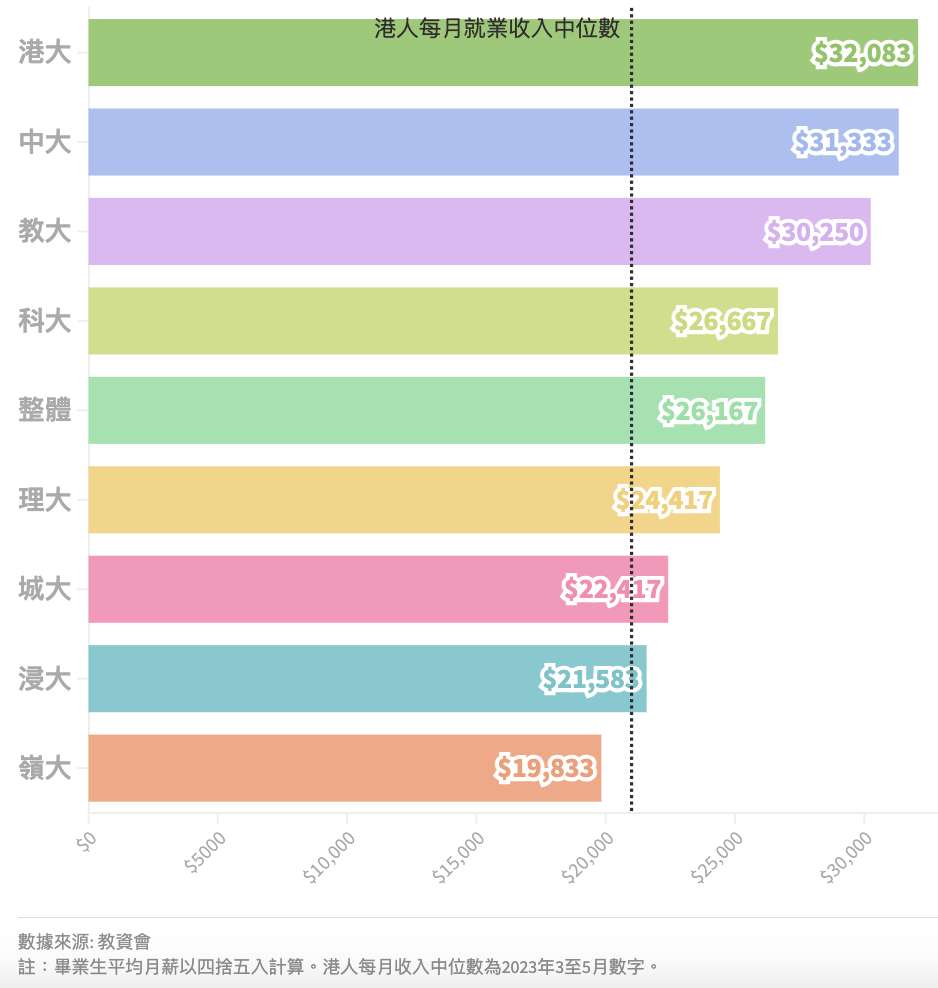 港人每月就業收入中位數
港大 $32,083
中大 $31,333
教大 $30,250
科大 $26,667
整體 $26,167
理大 $24,417
城大 $22,417
浸大 $21,583
嶺大 $19,833
$0 $5000 $10,000 $15,000 $20,000 $25,000 $30,000
數據來源: 教資會
註：畢業生平均月薪以四捨五入計算。港人每月收入中位數為2023年3至5月數字。